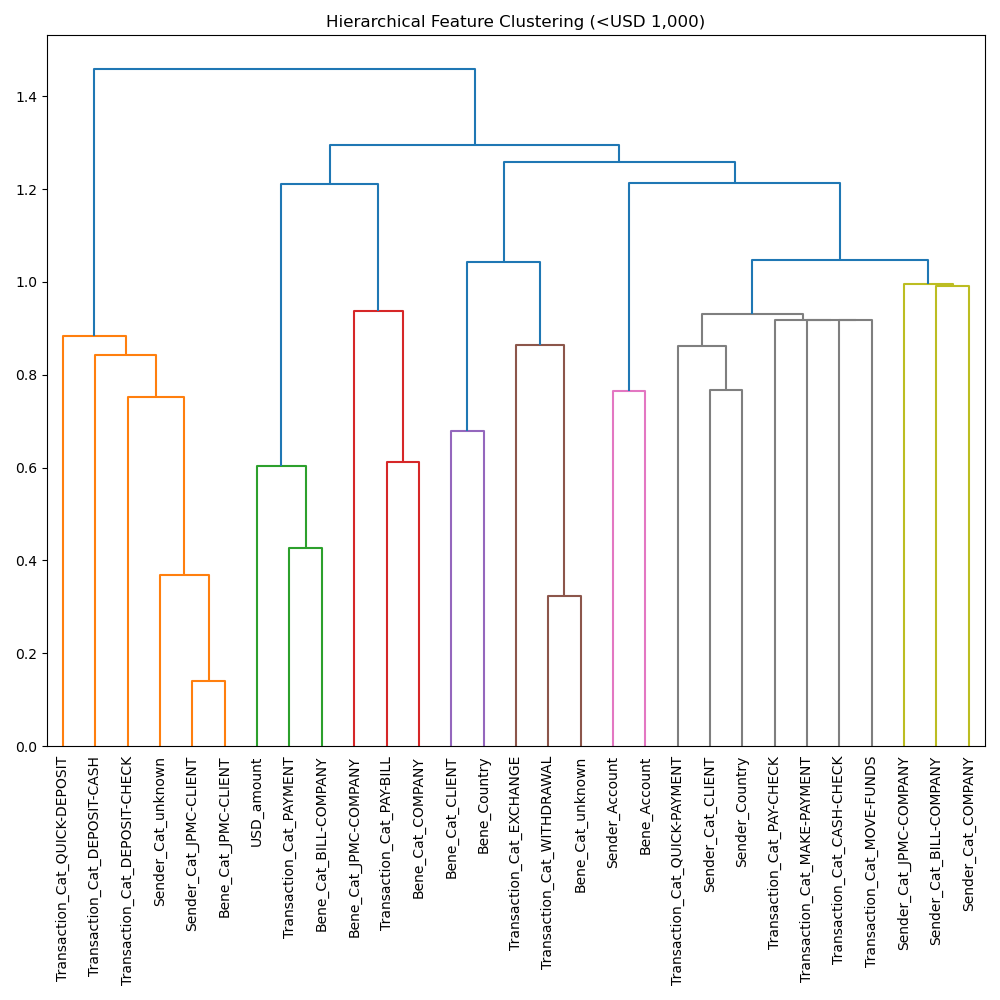 Hierarchical Feature Clustering (<USD 1,000)
1.4
1.2
1.0
0.8
0.6
0.4
0.2
0.0
Transaction_Cat_QUICK-DEPOSIT
Transaction_Cat_DEPOSIT-CASH
Transaction_Cat_DEPOSIT-CHECK
Sender_Cat_unknown
Sender_Cat_JPMC-CLIENT
Bene_Cat_JPMC-CLIENT
USD_amount
Transaction_Cat_PAYMENT
Bene_Cat_BILL-COMPANY
Bene_Cat_JPMC-COMPANY
Transaction_Cat_PAY-BILL
Bene_Cat_COMPANY
Bene_Cat_CLIENT
Bene_Country
Transaction_Cat_EXCHANGE
Transaction_Cat_WITHDRAWAL
Bene_Cat_unknown
Sender_Account
Bene_Account
Transaction_Cat_QUICK-PAYMENT
Sender_Cat_CLIENT
Sender_Country
Transaction_Cat_PAY-CHECK
Transaction_Cat_MAKE-PAYMENT
Transaction_Cat_CASH-CHECK
Transaction_Cat_MOVE-FUNDS
Sender_Cat_JPMC-COMPANY
Sender_Cat_BILL-COMPANY
Sender_Cat_COMPANY